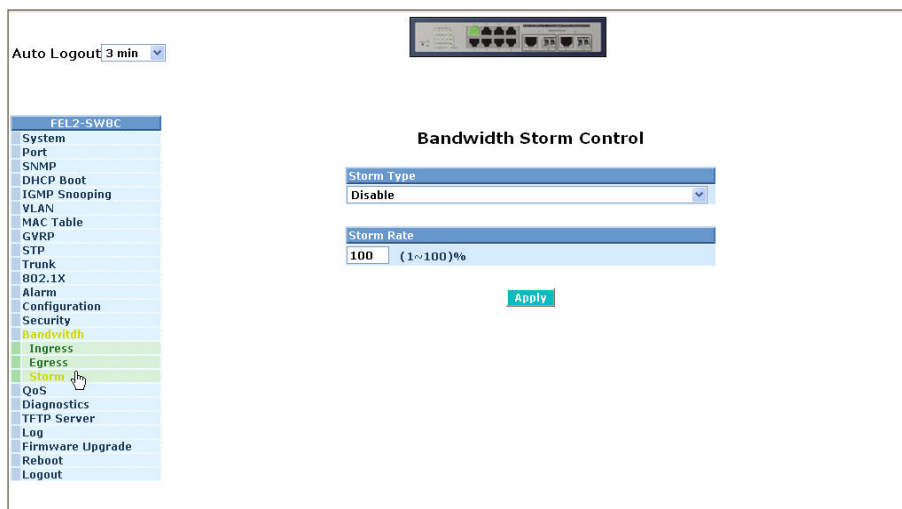 Auto Logout 3 min
FEL2-SW8C
System
Port
SNMP
DHCP Boot
IGMP Snooping
VLAN
MAC Table
GVRP
STP
Trunk
802.1X
Alarm
Configuration
Security
Bandwitdh
Ingress
Egress
Storm
QoS
Diagnostics
TFTP Server
Log
Firmware Upgrade
Reboot
Logout
Bandwidth Storm Control
Storm Type
Disable
Storm Rate
100 (1~100)%
Apply